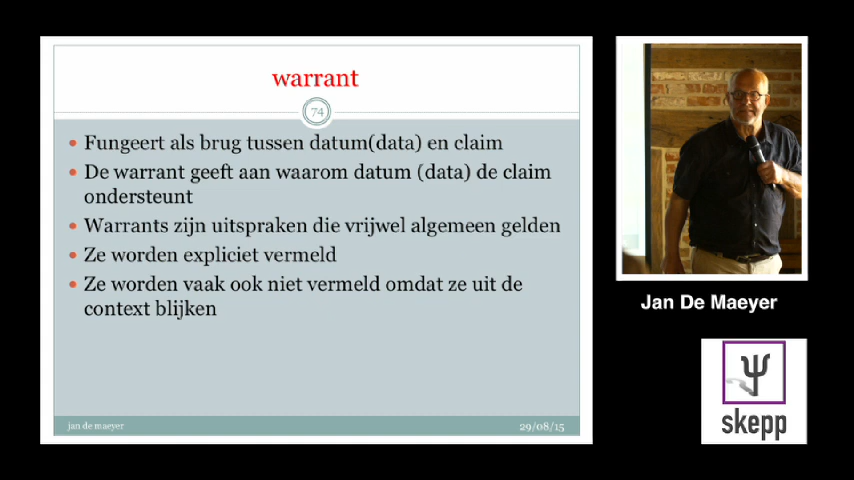 warrant
74
Fungeert als brug tussen datum(data) en claim
De warrant geeft aan waarom datum (data) de claim
ondersteunt
Warrants zijn uitspraken die vrijwel algemeen gelden
Ze worden expliciet vermeld
Ze worden vaak ook niet vermeld omdat ze uit de
context blijken
jan de maeyer
29/08/15
Jan De Maeyer
skepp